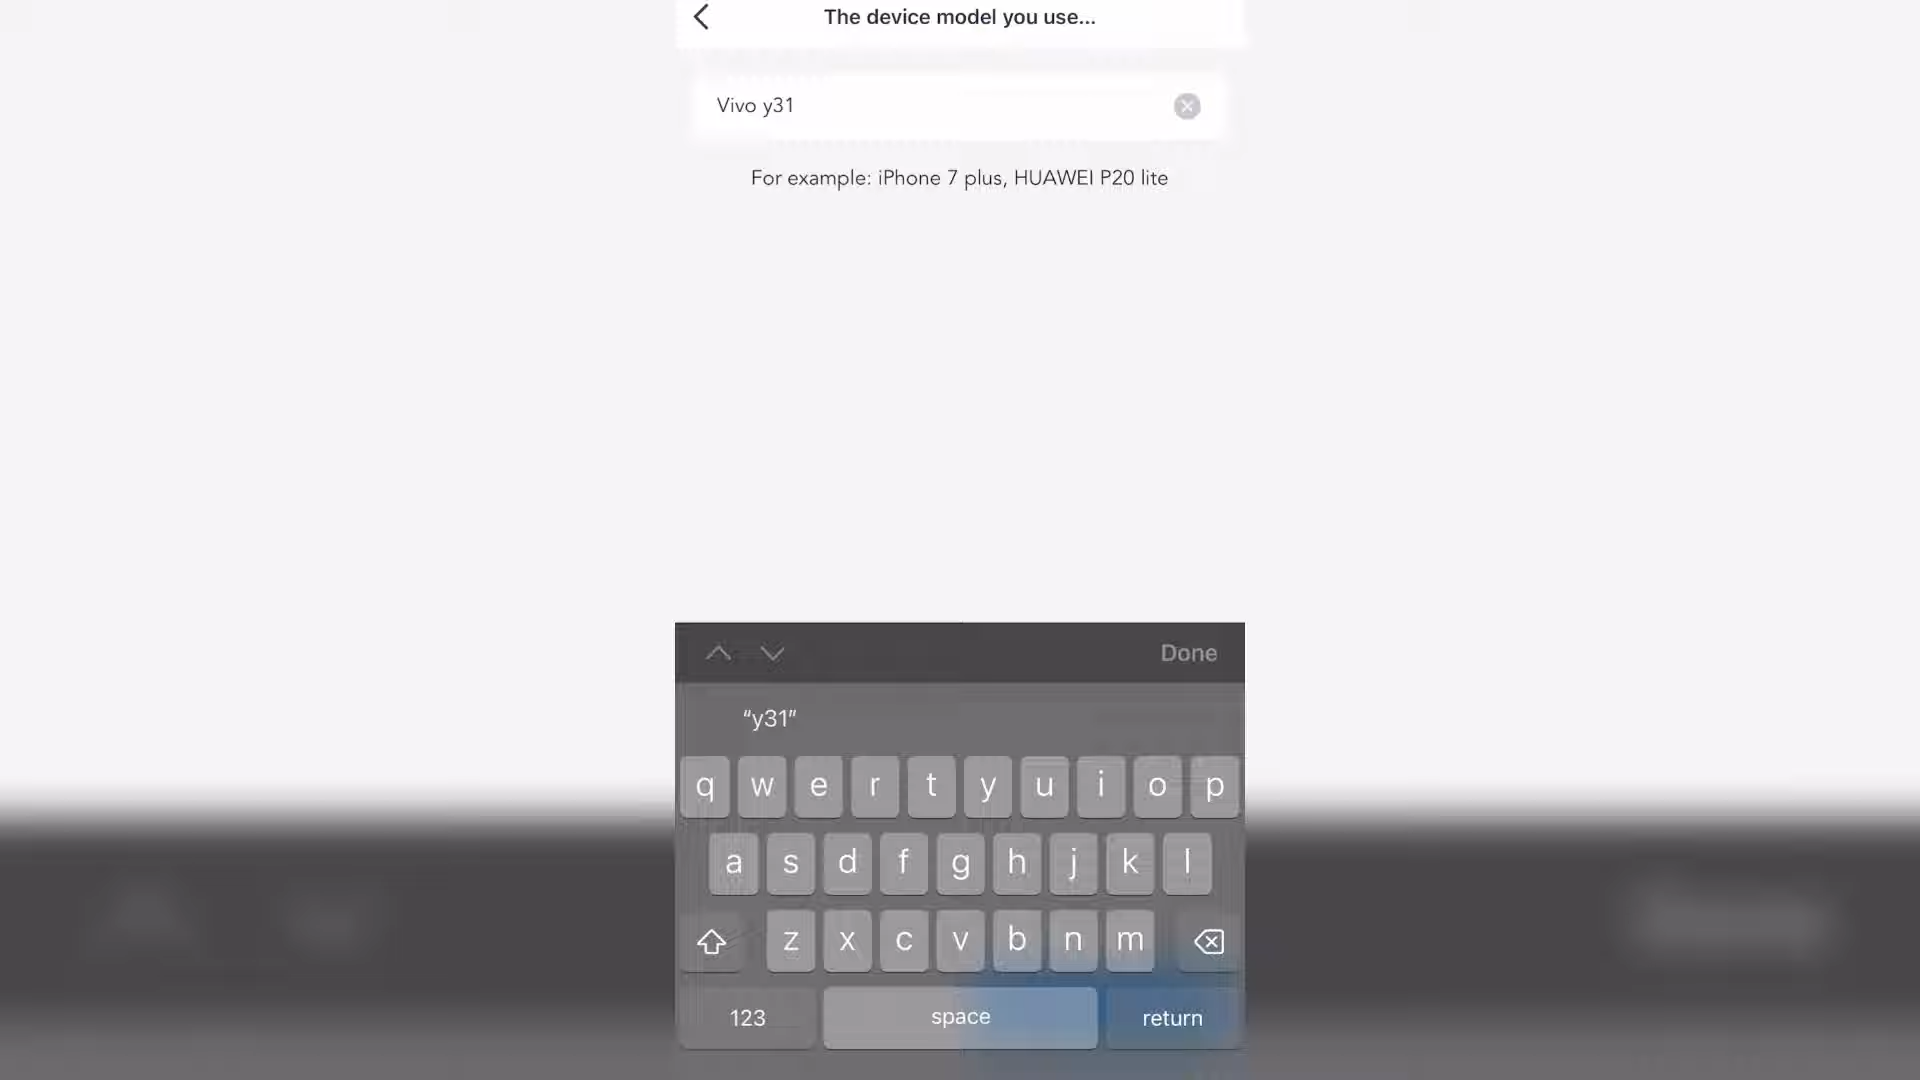 The device model you use...
Vivo y31
For example: iPhone 7 plus, HUAWEI P20 lite
Done
“y31”
q w e r t y u i o p
a s d f g h j k l
z x c v b n m
123 space return